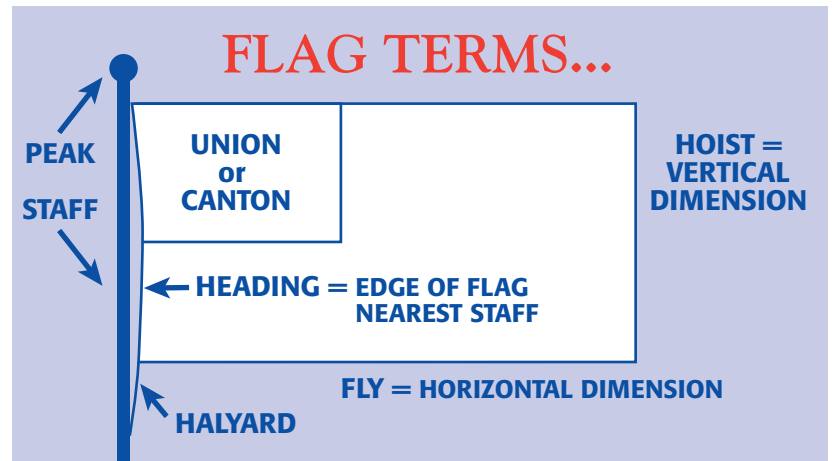 FLAG TERMS...
PEAK
STAFF
UNION
or
CANTON
HOIST =
VERTICAL
DIMENSION
HEADING = EDGE OF FLAG
NEAREST STAFF
FLY = HORIZONTAL DIMENSION
HALYARD